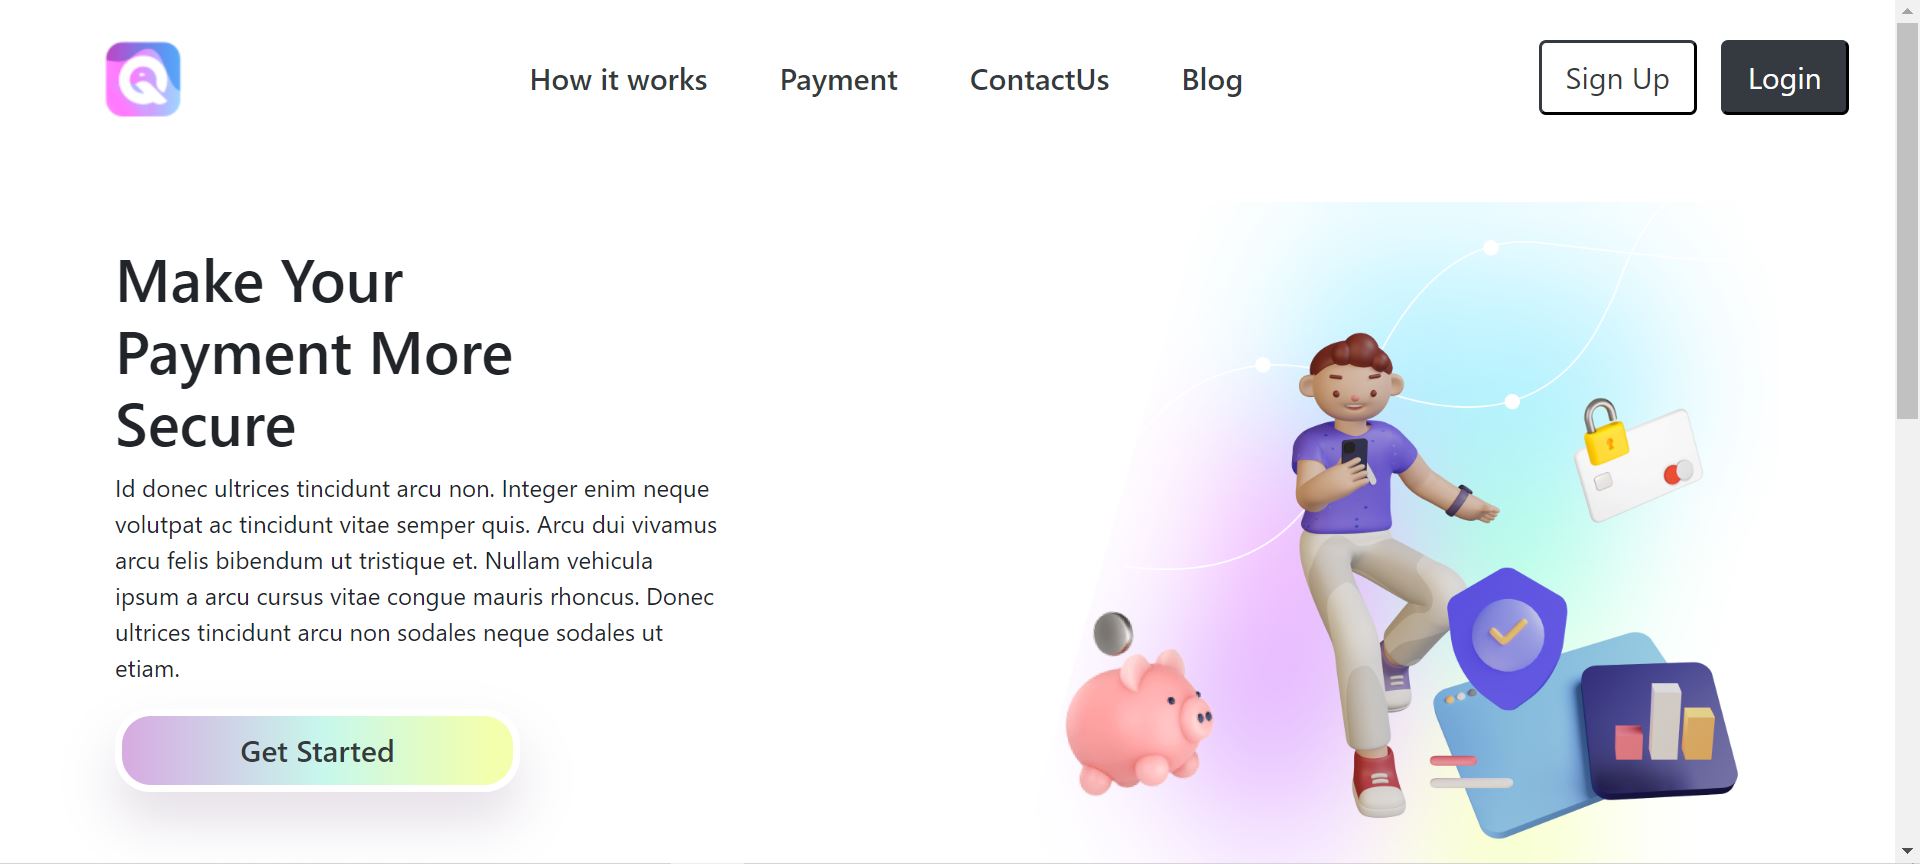 How it works Payment ContactUs Blog Sign Up Login
Make Your
Payment More
Secure
Id donec ultrices tincidunt arcu non. Integer enim neque
volutpat ac tincidunt vitae semper quis. Arcu dui vivamus
arcu felis bibendum ut tristique et. Nullam vehicula
ipsum a arcu cursus vitae congue mauris rhoncus. Donec
ultrices tincidunt arcu non sodales neque sodales ut
etiam.
Get Started